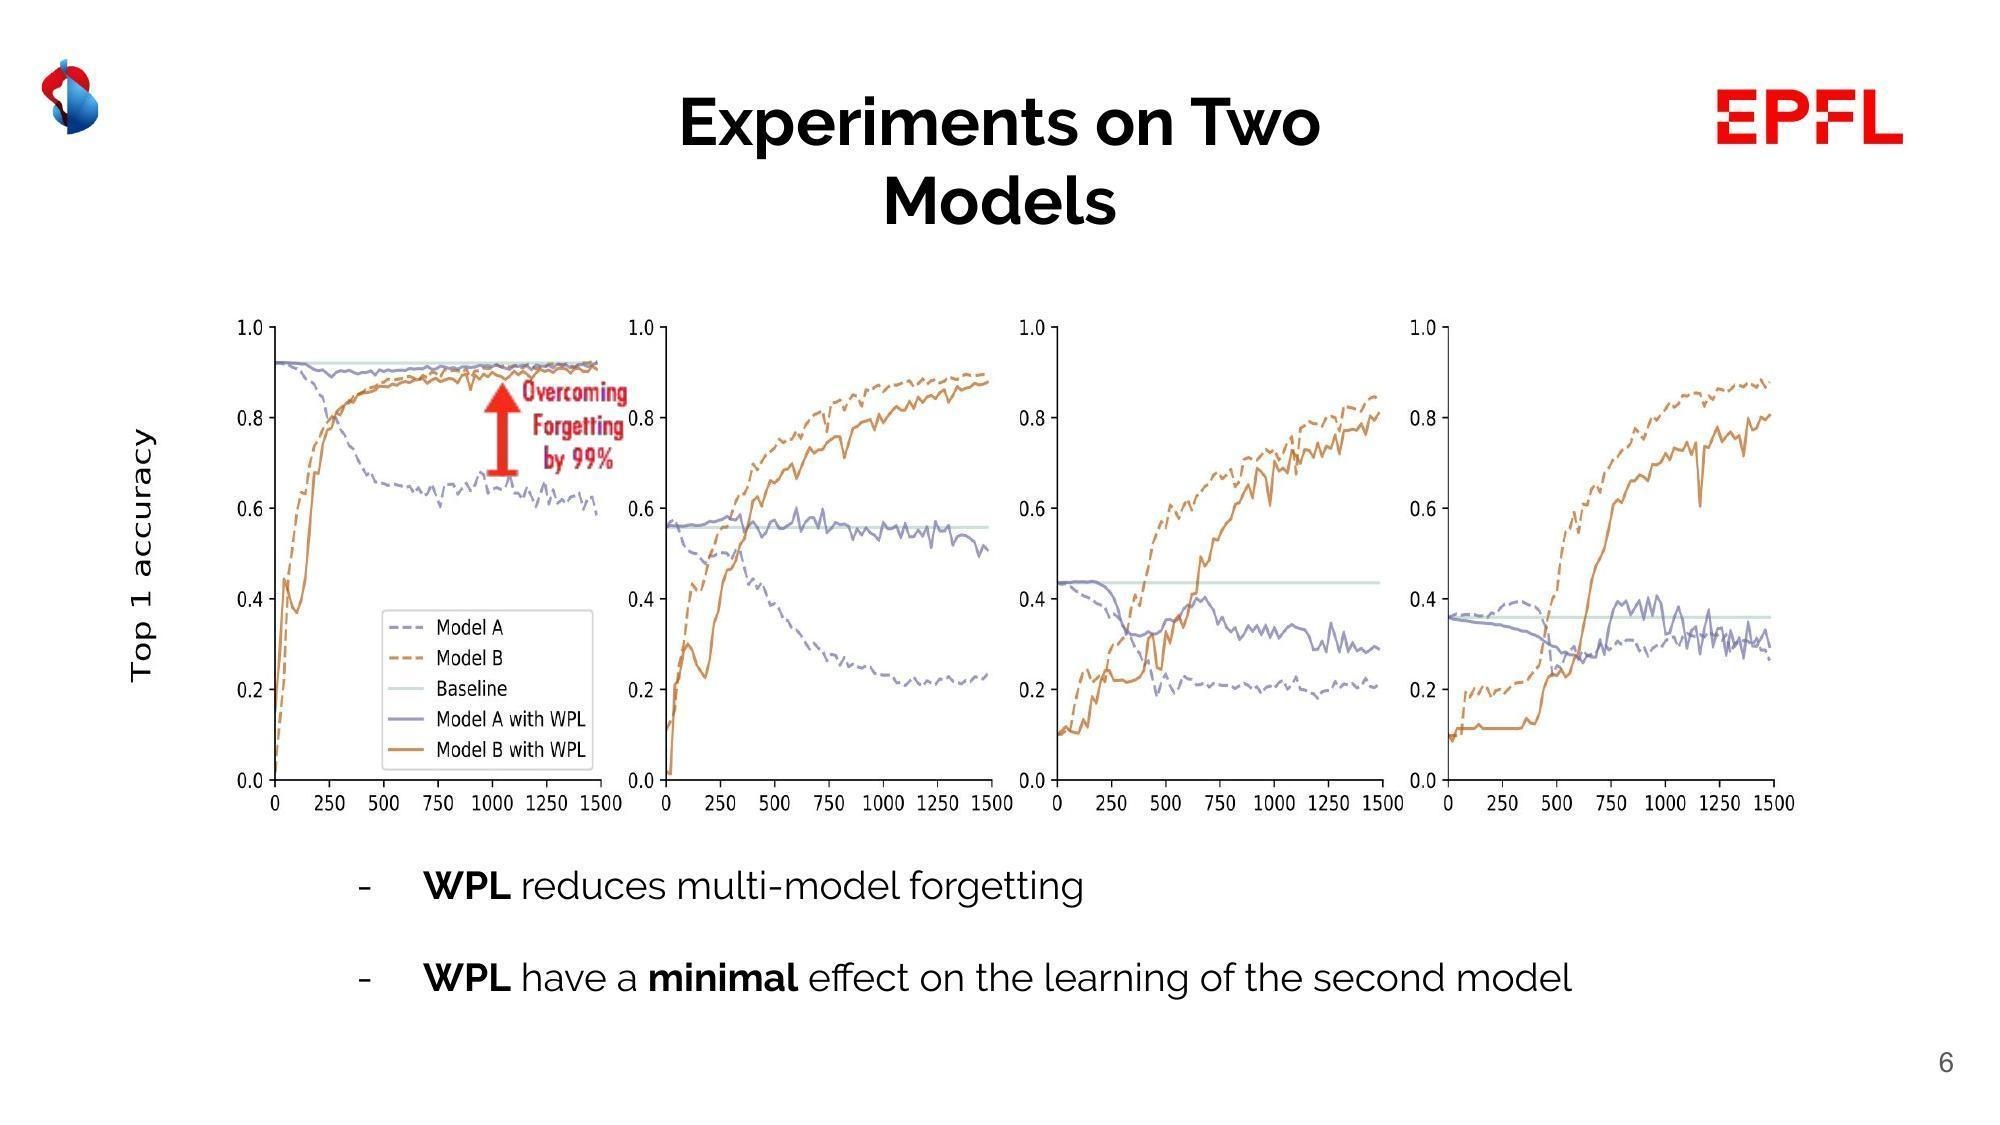 EPFL
Experiments on Two
Models
Top 1 accuracy
1.0
0.8
0.6
0.4
0.2
0.0
0 250 500 750 1000 1250 1500
Overcoming
Forgetting
by 99%
Model A
Model B
Baseline
Model A with WPL
Model B with WPL
1.0
0.8
0.6
0.4
0.2
0.0
0 250 500 750 1000 1250 1500
1.0
0.8
0.6
0.4
0.2
0.0
0 250 500 750 1000 1250 1500
1.0
0.8
0.6
0.4
0.2
0.0
0 250 500 750 1000 1250 1500
- WPL reduces multi-model forgetting
- WPL have a minimal effect on the learning of the second model
6